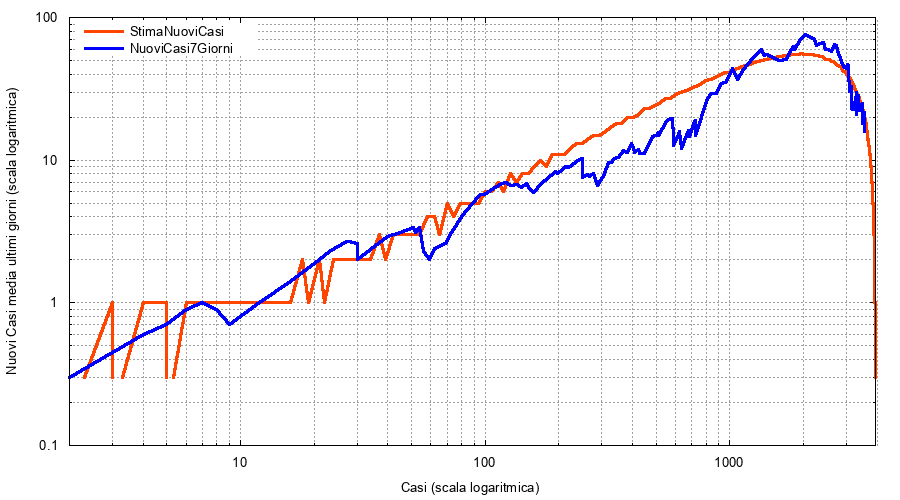 StimaNuoviCasi
NuoviCasi7Giorni
Nuovi Casi media ultimi giorni (scala logaritmica)
100
10
1
0.1
10 100 1000
Casi (scala logaritmica)